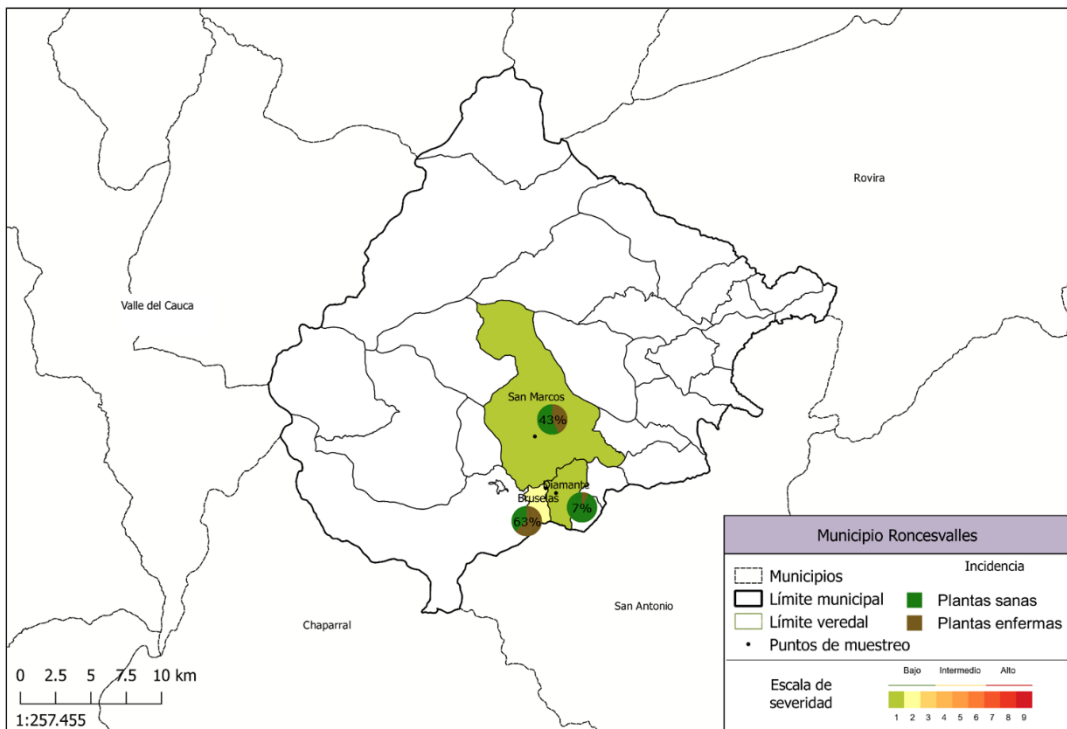 Rovira
Valle del Cauca
San Marcos
43%
Diamante
Bruselas
7%
63%
San Antonio
Chaparral
0 2.5 5 7.5 10 km
1:257.455
Municipio Roncesvalles
Incidencia
Municipios
Límite municipal
Límite veredal
Puntos de muestreo
Plantas sanas
Plantas enfermas
Escala de
severidad
Bajo Intermedio Alto
1 2 3 4 5 6 7 8 9